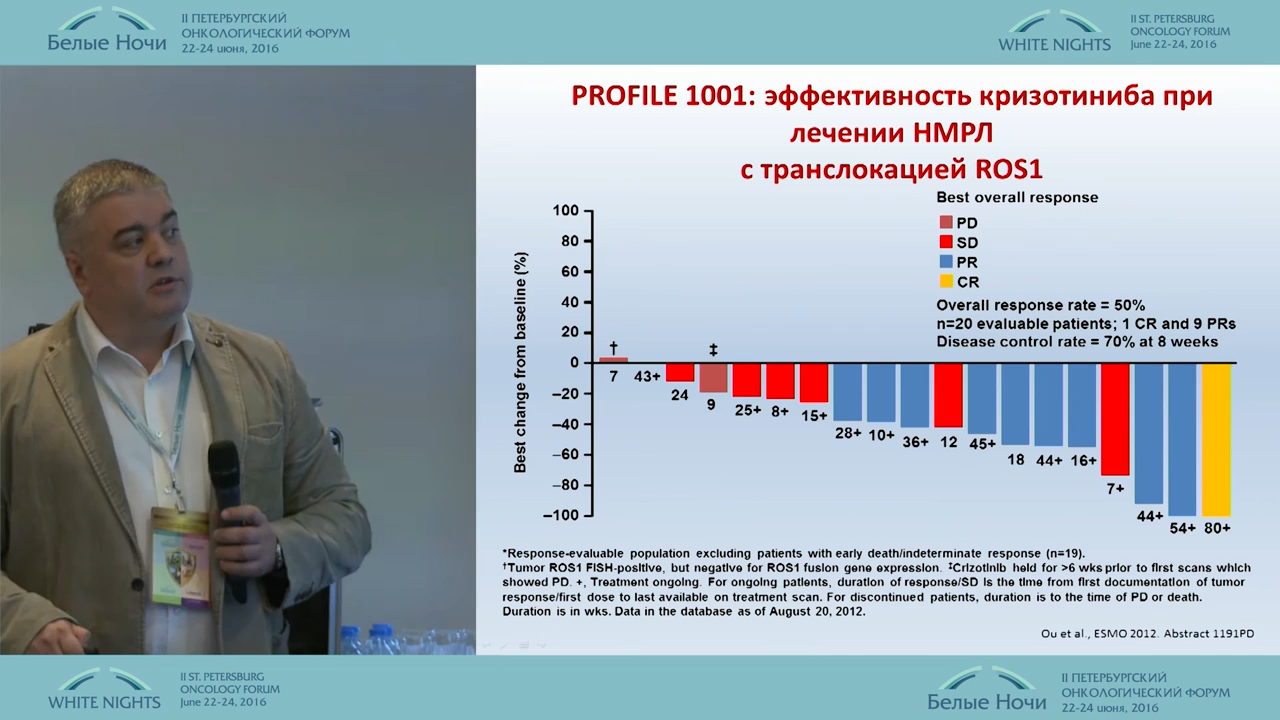 II ПЕТЕРБУРГСКИЙ
ОНКОЛОГИЧЕСКИЙ ФОРУМ
Белые Ночи
22-24 июня, 2016
II ST. PETERSBURG
ONCOLOGY FORUM
WHITE NIGHTS
June 22-24, 2016
PROFILE 1001: эффективность кризотиниба при
лечении НМРЛ
с транслокацией ROS1
Best overall response
PD
SD
PR
CR
Overall response rate = 50%
n=20 evaluable patients; 1 CR and 9 PRs
Disease control rate = 70% at 8 weeks
Best change from baseline (%)
100
80
60
40
20
0
–20
–40
–60
–80
–100
† ‡
7 43+ 24 9 25+ 8+ 15+ 28+ 10+ 36+ 12 45+ 18 44+ 16+ 7+ 44+ 54+ 80+
*Response-evaluable population excluding patients with early death/indeterminate response (n=19).
†Tumor ROS1 FISH-positive, but negative for ROS1 fusion gene expression. ‡Crizotinib held for >6 wks prior to first scans which
showed PD. +, Treatment ongoing. For ongoing patients, duration of response/SD is the time from first documentation of tumor
response/first dose to last available on treatment scan. For discontinued patients, duration is to the time of PD or death.
Duration is in wks. Data in the database as of August 20, 2012.
Ou et al., ESMO 2012. Abstract 1191PD
II ST. PETERSBURG
ONCOLOGY FORUM
WHITE NIGHTS
June 22-24, 2016
II ПЕТЕРБУРГСКИЙ
ОНКОЛОГИЧЕСКИЙ ФОРУМ
Белые Ночи
22-24 июня, 2016